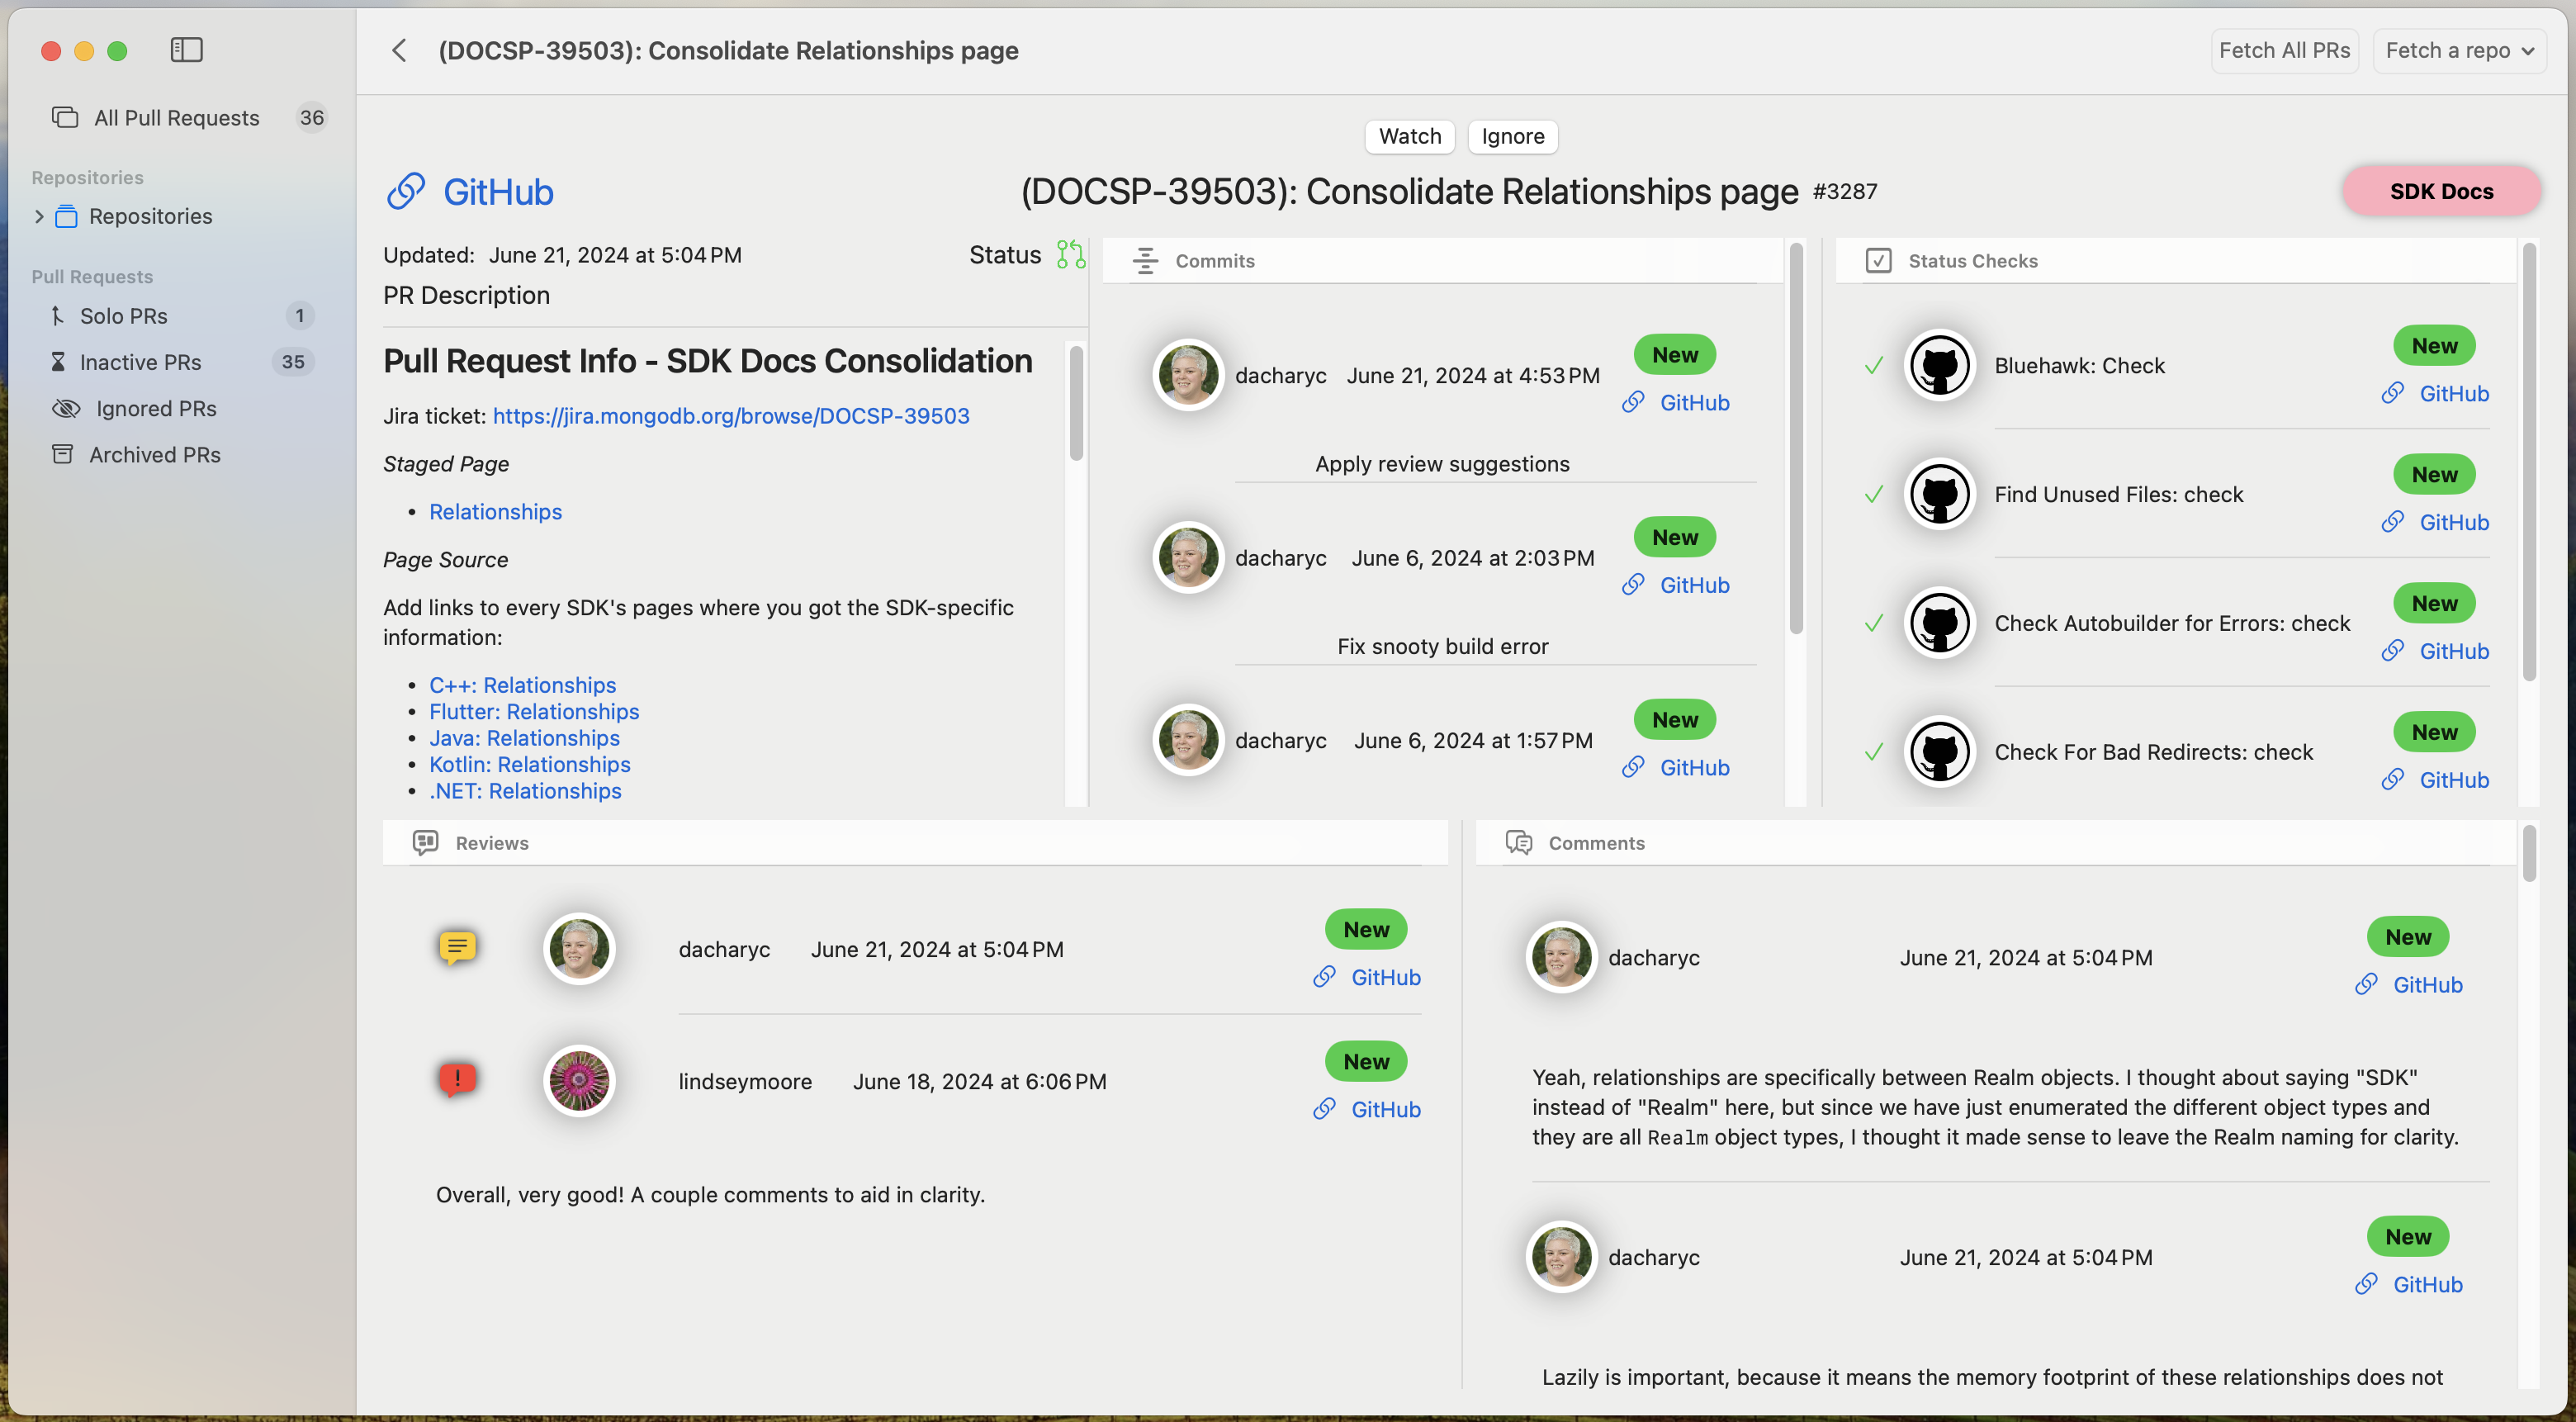 (DOCSP-39503): Consolidate Relationships page
Fetch All PRs
Fetch a repo
All Pull Requests 36
Repositories
Repositories
Pull Requests
Solo PRs 1
Inactive PRs 35
Ignored PRs
Archived PRs
Watch
Ignore
GitHub
(DOCSP-39503): Consolidate Relationships page #3287
SDK Docs
Updated: June 21, 2024 at 5:04 PM
Status
PR Description
Pull Request Info - SDK Docs Consolidation
Jira ticket: https://jira.mongodb.org/browse/DOCSP-39503
Staged Page
• Relationships
Page Source
Add links to every SDK's pages where you got the SDK-specific
information:
• C++: Relationships
• Flutter: Relationships
• Java: Relationships
• Kotlin: Relationships
• .NET: Relationships
Commits
dacharyc June 21, 2024 at 4:53 PM
New
GitHub
Apply review suggestions
dacharyc June 6, 2024 at 2:03 PM
New
GitHub
Fix snooty build error
dacharyc June 6, 2024 at 1:57 PM
New
GitHub
Status Checks
Bluehawk: Check
New
GitHub
Find Unused Files: check
New
GitHub
Check Autobuilder for Errors: check
New
GitHub
Check For Bad Redirects: check
New
GitHub
Reviews
dacharyc June 21, 2024 at 5:04 PM
New
GitHub
lindseymoore June 18, 2024 at 6:06 PM
New
GitHub
Overall, very good! A couple comments to aid in clarity.
Comments
dacharyc June 21, 2024 at 5:04 PM
New
GitHub
Yeah, relationships are specifically between Realm objects. I thought about saying "SDK"
instead of "Realm" here, but since we have just enumerated the different object types and
they are all Realm object types, I thought it made sense to leave the Realm naming for clarity.
dacharyc June 21, 2024 at 5:04 PM
New
GitHub
Lazily is important, because it means the memory footprint of these relationships does not